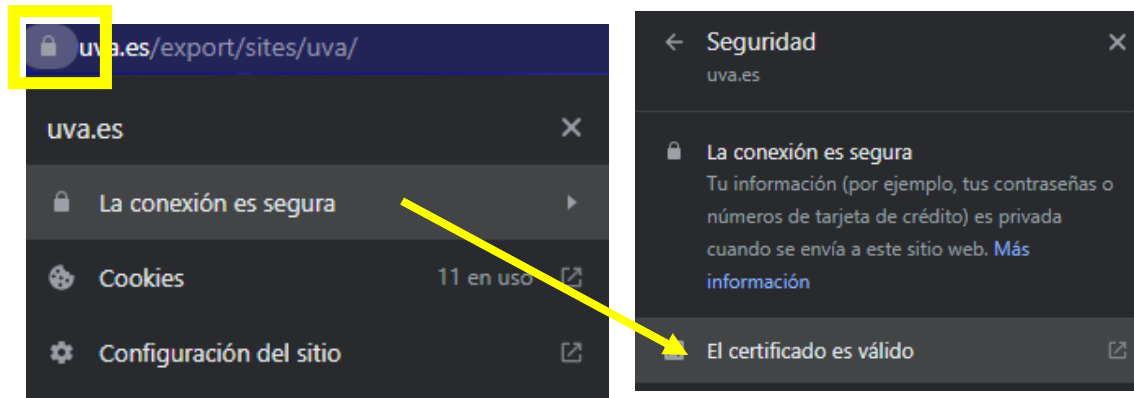 uva.es/export/sites/uva/
uva.es
La conexión es segura
Cookies 11 en uso
Configuración del sitio
Seguridad
uva.es
La conexión es segura
Tu información (por ejemplo, tus contraseñas o
números de tarjeta de crédito) es privada
cuando se envía a este sitio web. Más
información
El certificado es válido